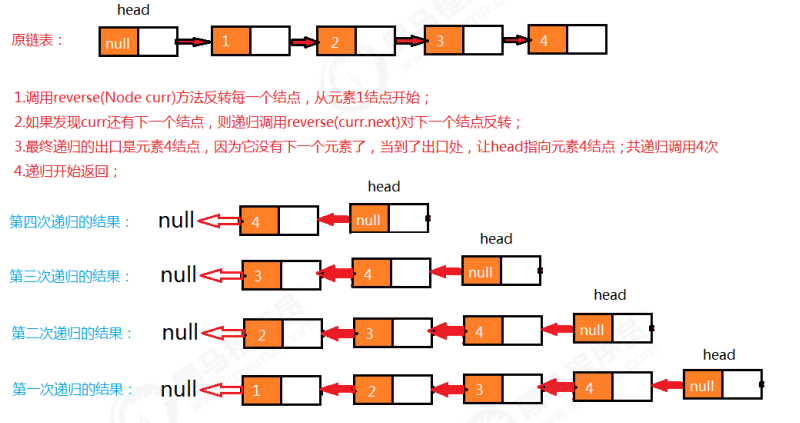 head
原链表：
null 1 2 3 4
1.调用reverse(Node curr)方法反转每一个结点，从元素1结点开始；
2.如果发现curr还有下一个结点，则递归调用reverse(curr.next)对下一个结点反转；
3.最终递归的出口是元素4结点，因为它没有下一个元素了，当到了出口处，让head指向元素4结点；共递归调用4次
4.递归开始返回；
head
第四次递归的结果： null 4 null
head
第三次递归的结果： null 3 4 null
head
第二次递归的结果： null 2 3 4 null
head
第一次递归的结果： null 1 2 3 4 null